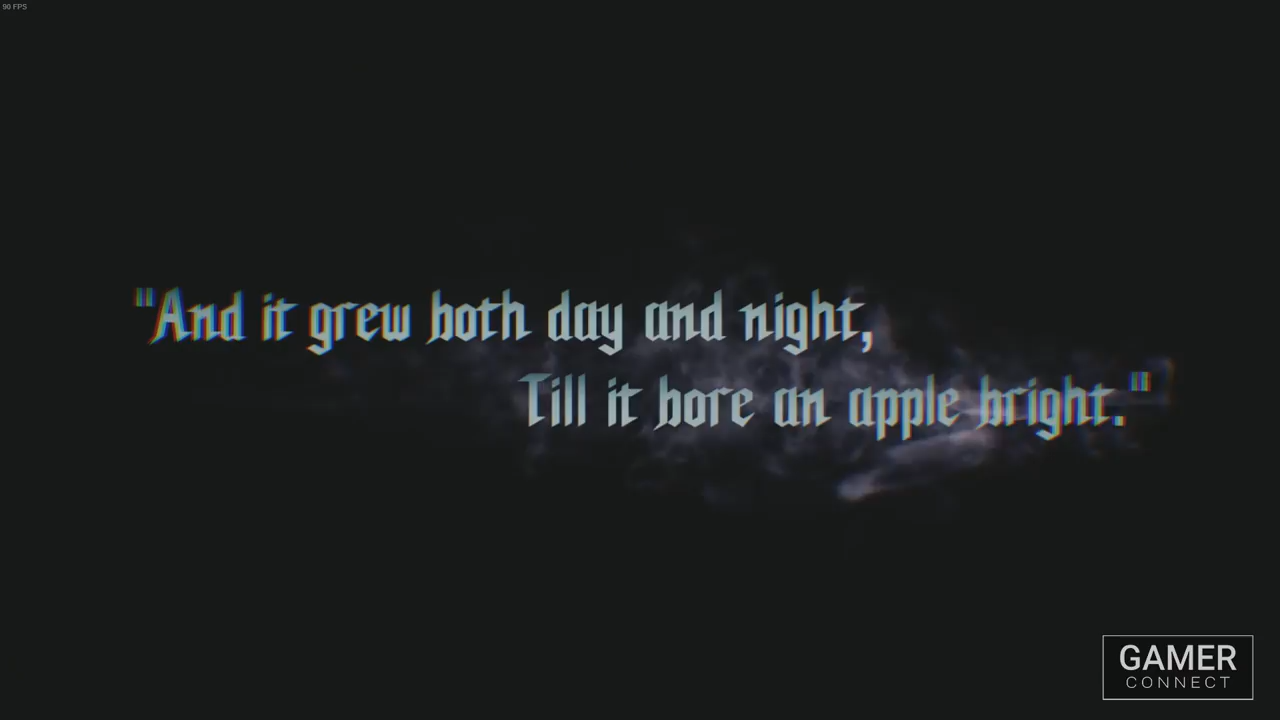 90 FPS
"And it grew both day and night,
Till it bore an apple bright."
GAMER
CONNECT